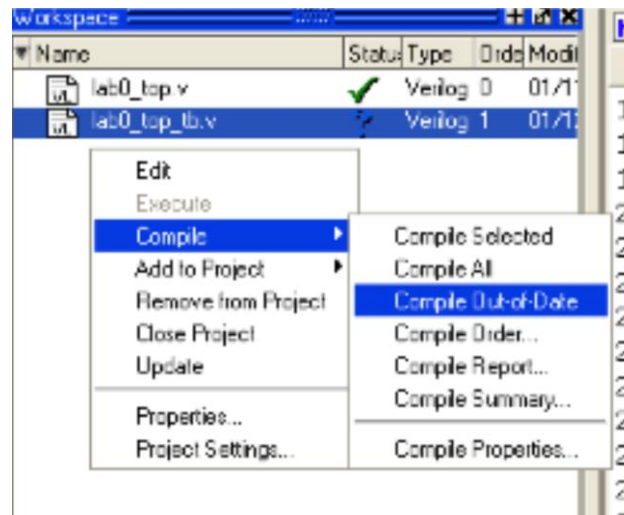 Workspace
Name Statu Type Orde Modifi
lab0_top.v Verilog 0 01/1
lab0_top_tb.v Verilog 1 01/1
Edit
Execute
Compile
Add to Project
Remove from Project
Close Project
Update
Properties...
Project Settings...
Compile Selected
Compile All
Compile Out-of-Date
Compile Order...
Compile Report...
Compile Summary...
Compile Properties...